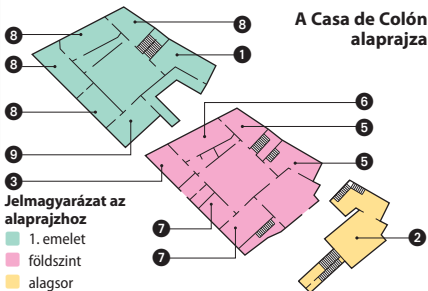 A Casa de Colón
alaprajza
8
8
8
1
6
8
5
5
9
3
7
7
2
Jelmagyarázat az
alaprajzhoz
1. emelet
földszint
alagsor